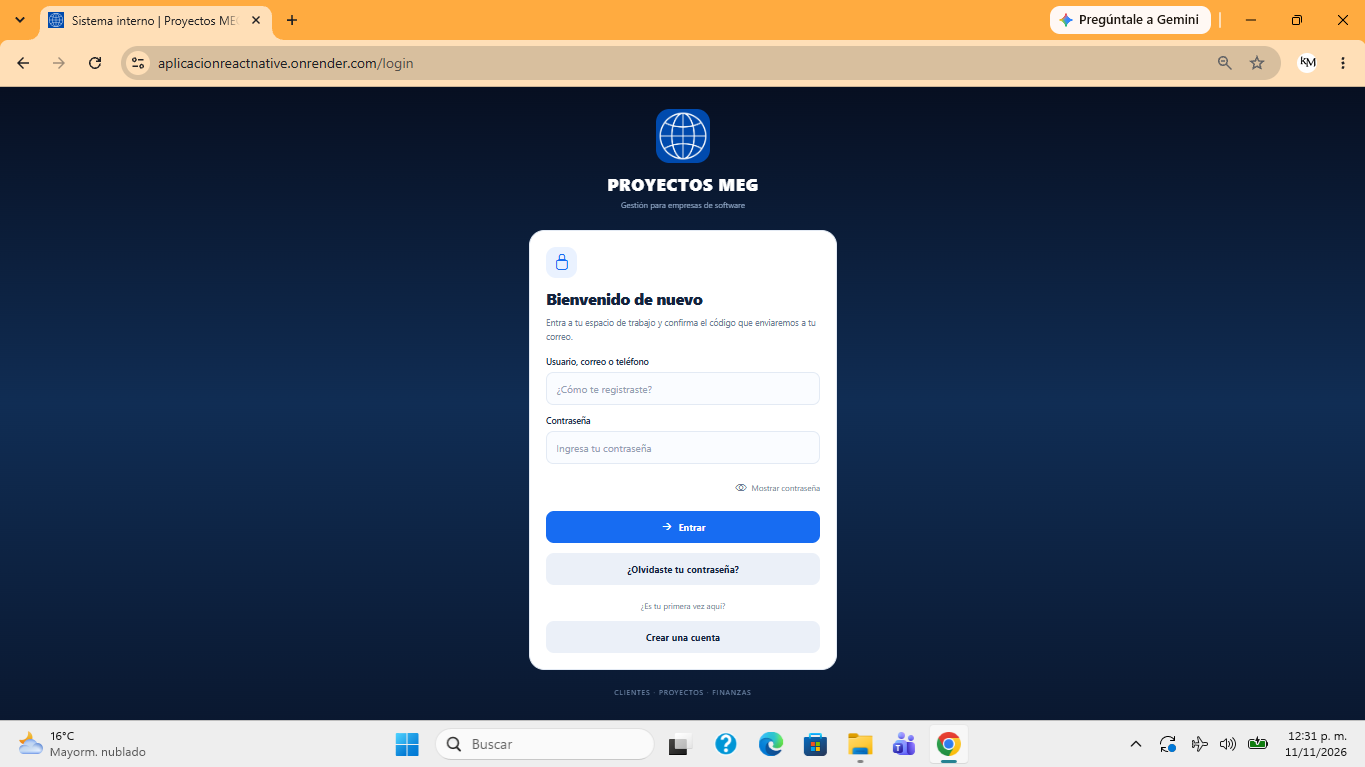 Sistema interno | Proyectos MEG
Pregúntale a Gemini
aplicacionreactnative.onrender.com/login
KM
PROYECTOS MEG
Gestión para empresas de software
Bienvenido de nuevo
Entra a tu espacio de trabajo y confirma el código que enviaremos a tu
correo.
Usuario, correo o teléfono
¿Cómo te registraste?
Contraseña
Ingresa tu contraseña
Mostrar contraseña
→ Entrar
¿Olvidaste tu contraseña?
¿Es tu primera vez aquí?
Crear una cuenta
CLIENTES · PROYECTOS · FINANZAS
16°C
Mayorm. nublado
Buscar
12:31 p. m.
11/11/2026